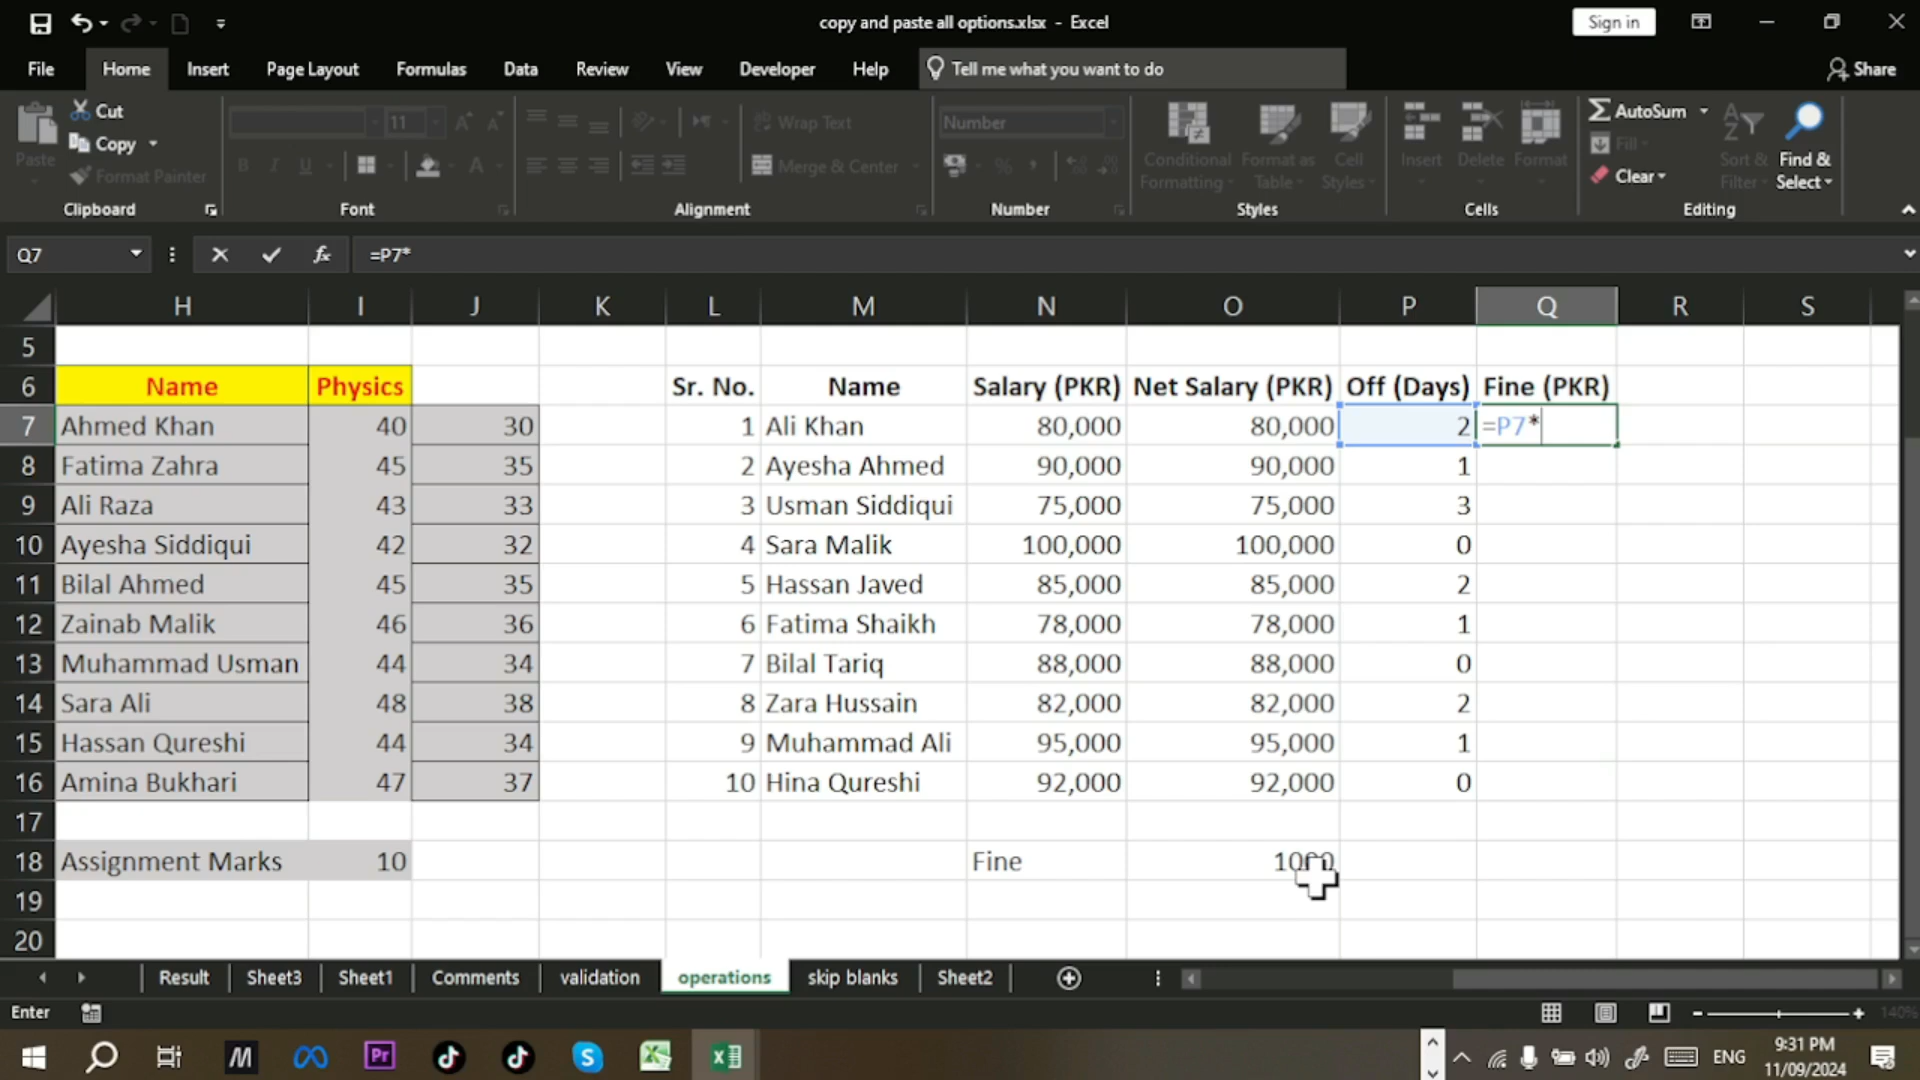 copy and paste all options.xlsx - Excel
Sign in
File Home Insert Page Layout Formulas Data Review View Developer Help Tell me what you want to do Share
Paste Cut Copy Format Painter Clipboard
11 B I U A Font
Wrap Text Merge & Center Alignment
Number % Number
Conditional Formatting Format as Table Cell Styles Styles
Insert Delete Format Cells
AutoSum Fill Clear Sort & Filter Find & Select Editing
Q7 fx =P7*
H I J K L M N O P Q R S
5
6 Name Physics Sr. No. Name Salary (PKR) Net Salary (PKR) Off (Days) Fine (PKR)
7 Ahmed Khan 40 30 1 Ali Khan 80,000 80,000 2 =P7*
8 Fatima Zahra 45 35 2 Ayesha Ahmed 90,000 90,000 1
9 Ali Raza 43 33 3 Usman Siddiqui 75,000 75,000 3
10 Ayesha Siddiqui 42 32 4 Sara Malik 100,000 100,000 0
11 Bilal Ahmed 45 35 5 Hassan Javed 85,000 85,000 2
12 Zainab Malik 46 36 6 Fatima Shaikh 78,000 78,000 1
13 Muhammad Usman 44 34 7 Bilal Tariq 88,000 88,000 0
14 Sara Ali 48 38 8 Zara Hussain 82,000 82,000 2
15 Hassan Qureshi 44 34 9 Muhammad Ali 95,000 95,000 1
16 Amina Bukhari 47 37 10 Hina Qureshi 92,000 92,000 0
17
18 Assignment Marks 10 Fine 1000
19
20
Result Sheet3 Sheet1 Comments validation operations skip blanks Sheet2
Enter 140%
ENG 9:31 PM
11/09/2024